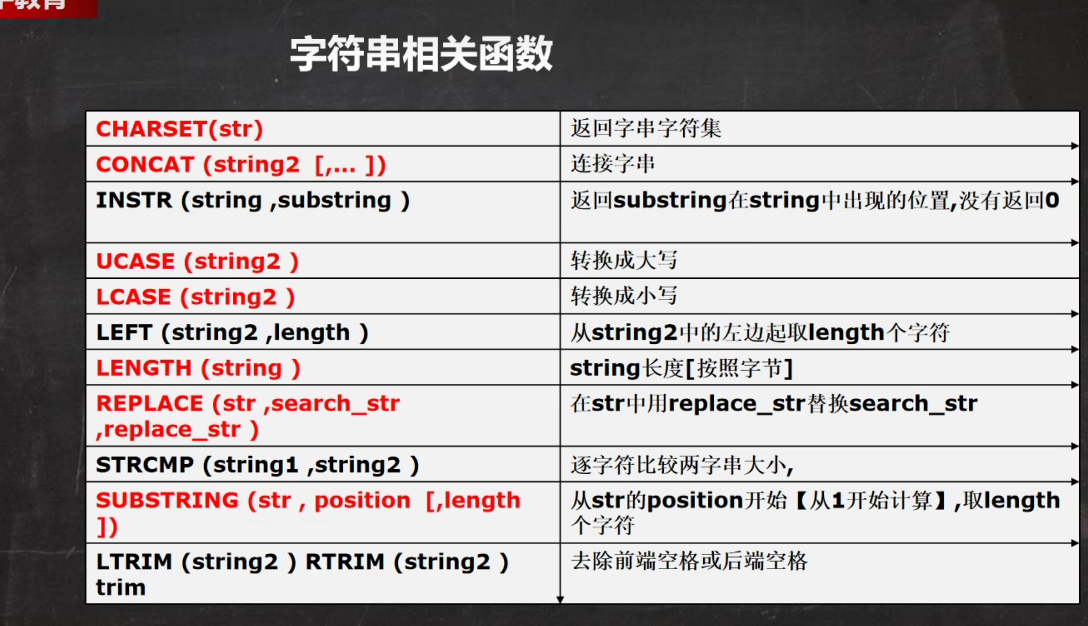 教育
字符串相关函数
CHARSET(str)
返回字串字符集
CONCAT (string2 [,... ])
连接字串
INSTR (string ,substring )
返回substring在string中出现的位置,没有返回0
UCASE (string2 )
转换成大写
LCASE (string2 )
转换成小写
LEFT (string2 ,length )
从string2中的左边起取length个字符
LENGTH (string )
string长度[按照字节]
REPLACE (str ,search_str
,replace_str )
在str中用replace_str替换search_str
STRCMP (string1 ,string2 )
逐字符比较两字串大小,
SUBSTRING (str , position [,length
])
从str的position开始【从1开始计算】,取length
个字符
LTRIM (string2 ) RTRIM (string2 )
trim
去除前端空格或后端空格